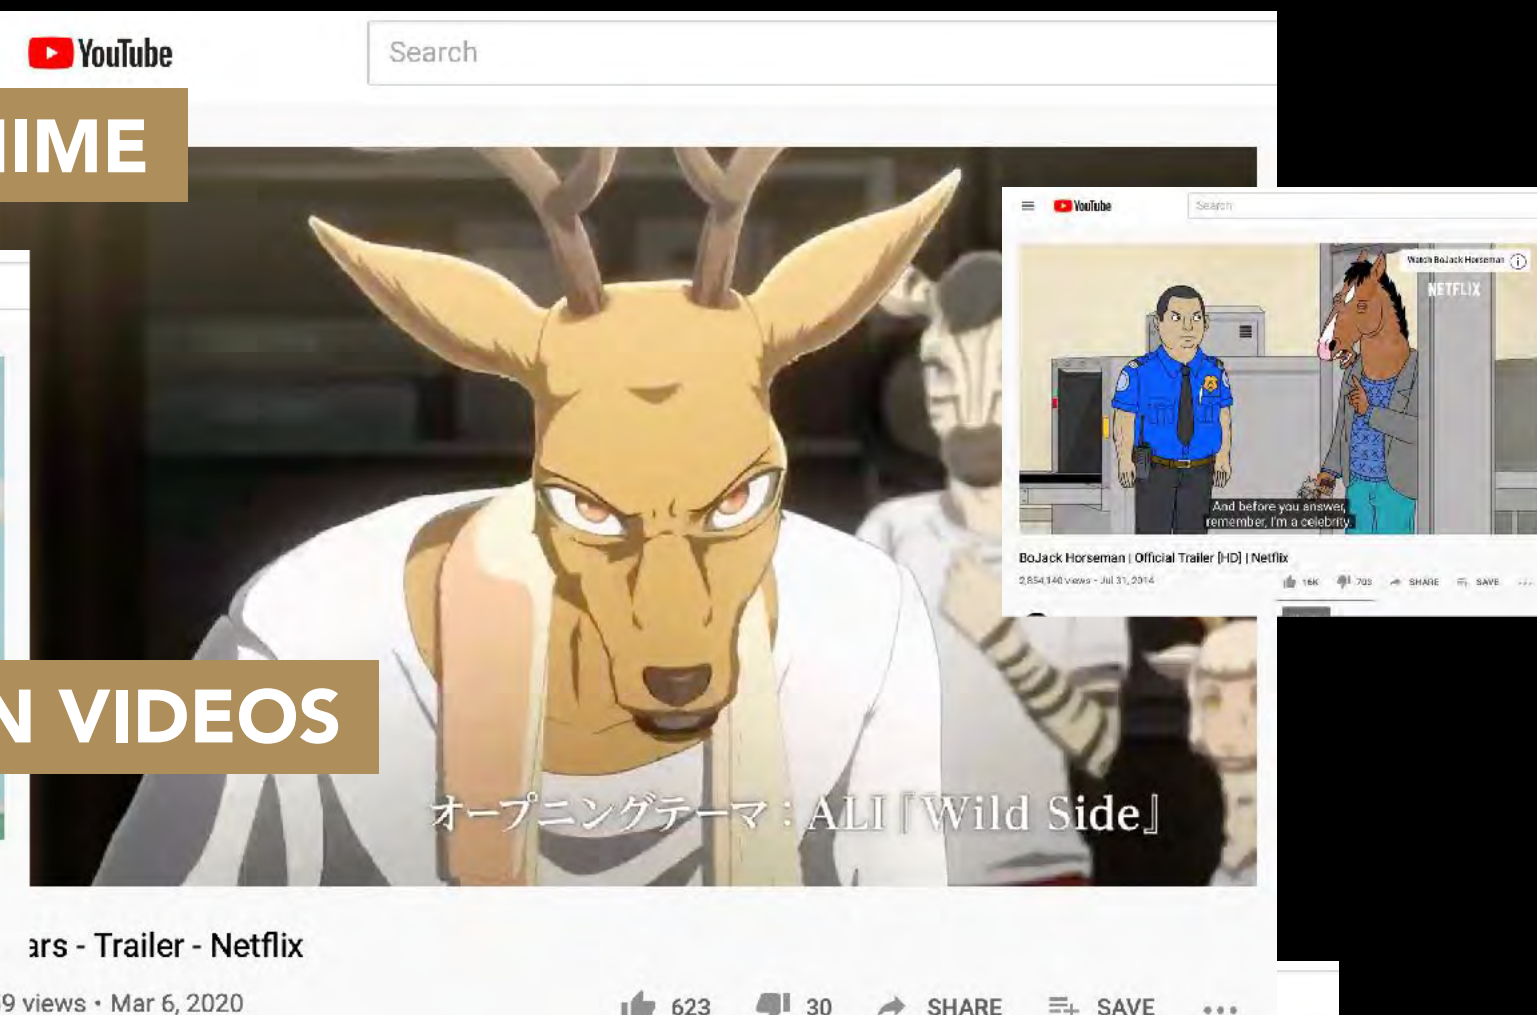 YouTube
Search
IIME
N VIDEOS
オープニングテーマ：ALI『Wild Side』
ars - Trailer - Netflix
9 views • Mar 6, 2020
623
30
SHARE
SAVE
YouTube
Search
Watch BoJack Horseman
NETFLIX
And before you answer,
remember, I'm a celebrity.
BoJack Horseman | Official Trailer [HD] | Netflix
2,854,140 views • Jul 31, 2014
16K
703
SHARE
SAVE